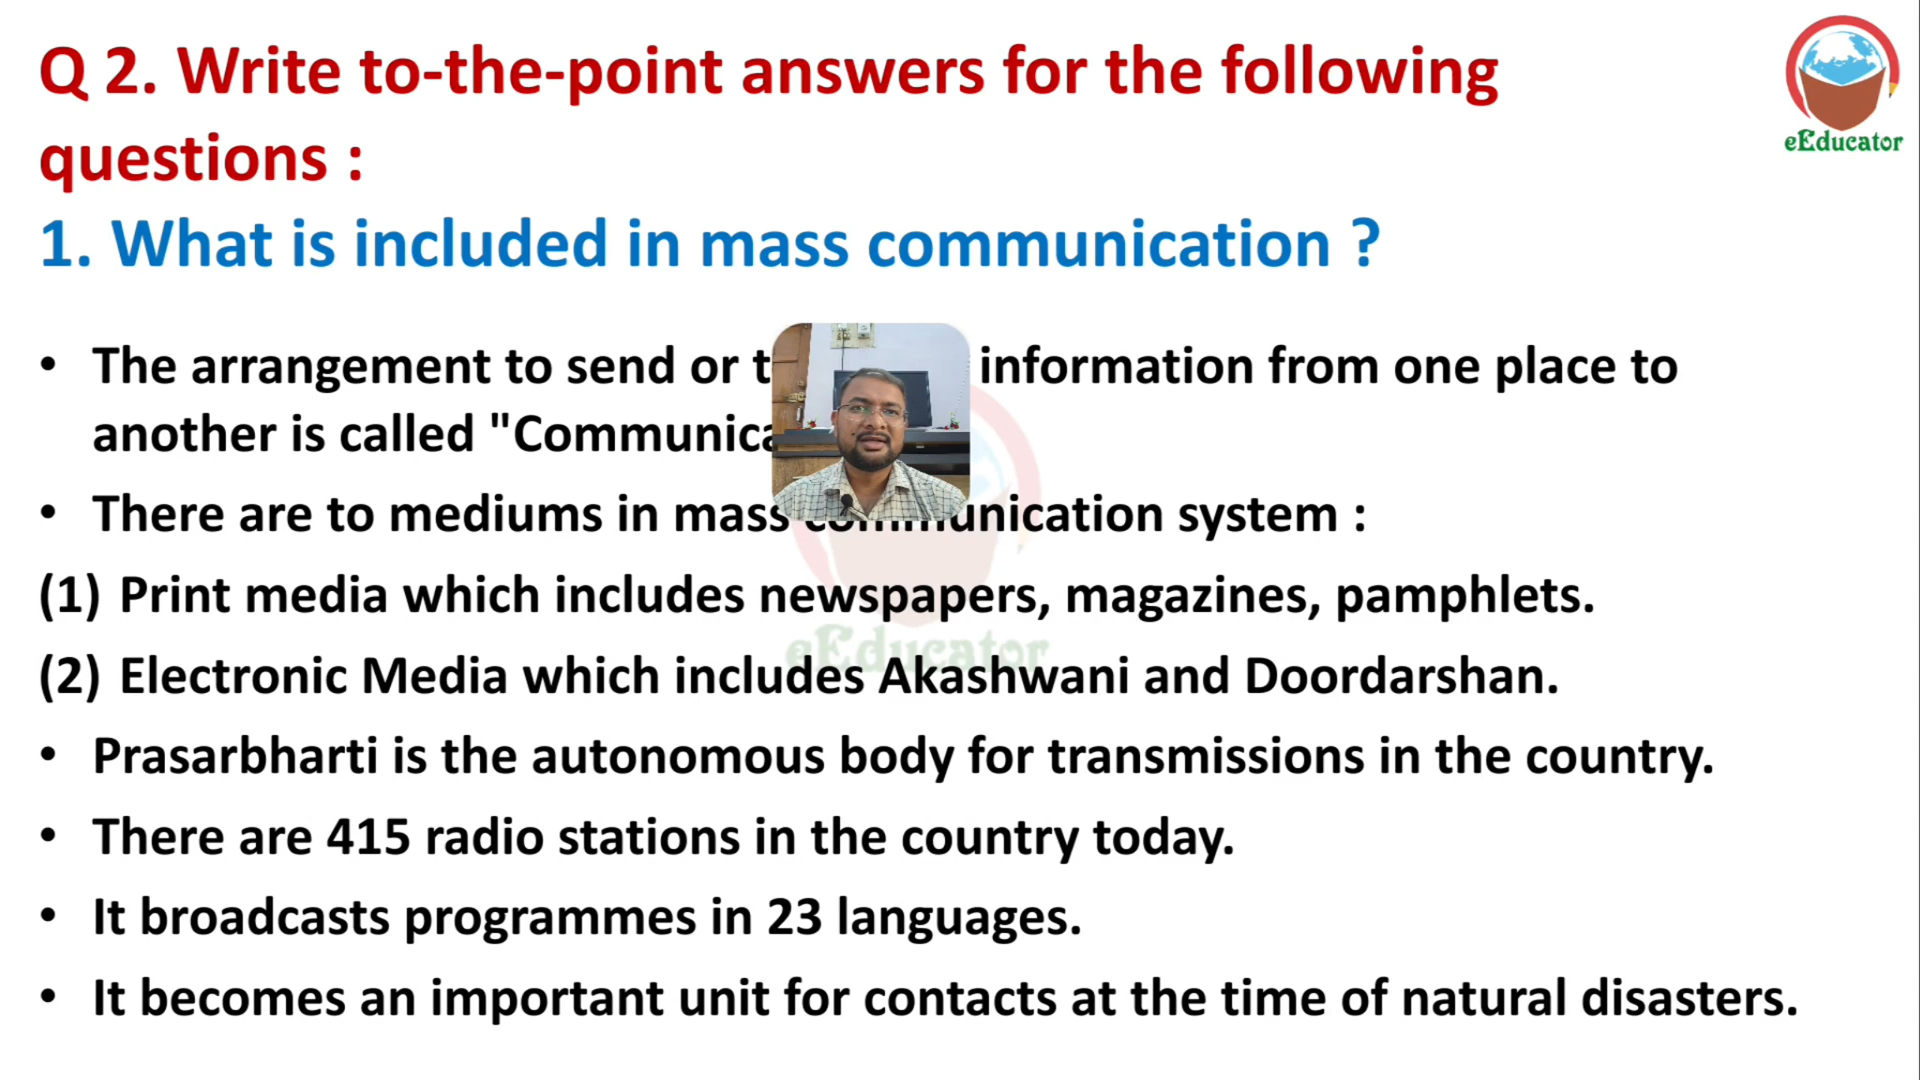 Q 2. Write to-the-point answers for the following
eEducator
questions :
1. What is included in mass communication ?
• The arrangement to send or information from one place to
another is called
• There are to mediums in mass communication system :
eEducator
(1) Print media which includes newspapers, magazines, pamphlets.
(2) Electronic Media which includes Akashwani and Doordarshan.
• Prasarbharti is the autonomous body for transmissions in the country.
• There are 415 radio stations in the country today.
• It broadcasts programmes in 23 languages.
• It becomes an important unit for contacts at the time of natural disasters.